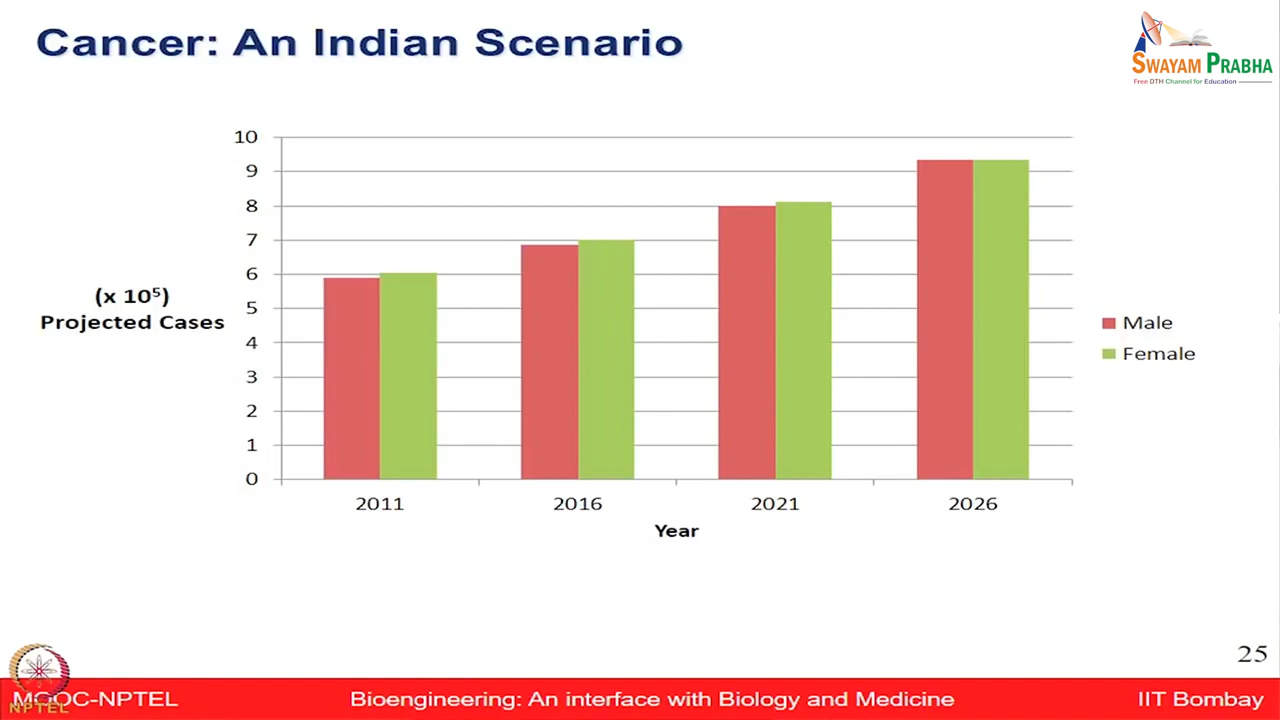 Cancer: An Indian Scenario
SWAYAM PRABHA
Free DTH Channel for Education
10
9
8
7
6
5
4
3
2
1
0
(x 10⁵)
Projected Cases
2011 2016 2021 2026
Year
Male
Female
25
MOOC-NPTEL Bioengineering: An interface with Biology and Medicine IIT Bombay
NPTEL